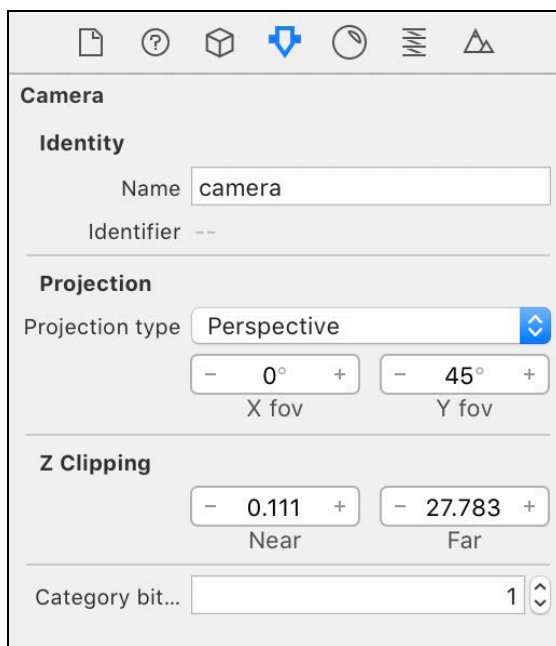 Camera
Identity
Name camera
Identifier --
Projection
Projection type Perspective
- 0° + - 45° +
X fov Y fov
Z Clipping
- 0.111 + - 27.783 +
Near Far
Category bit... 1